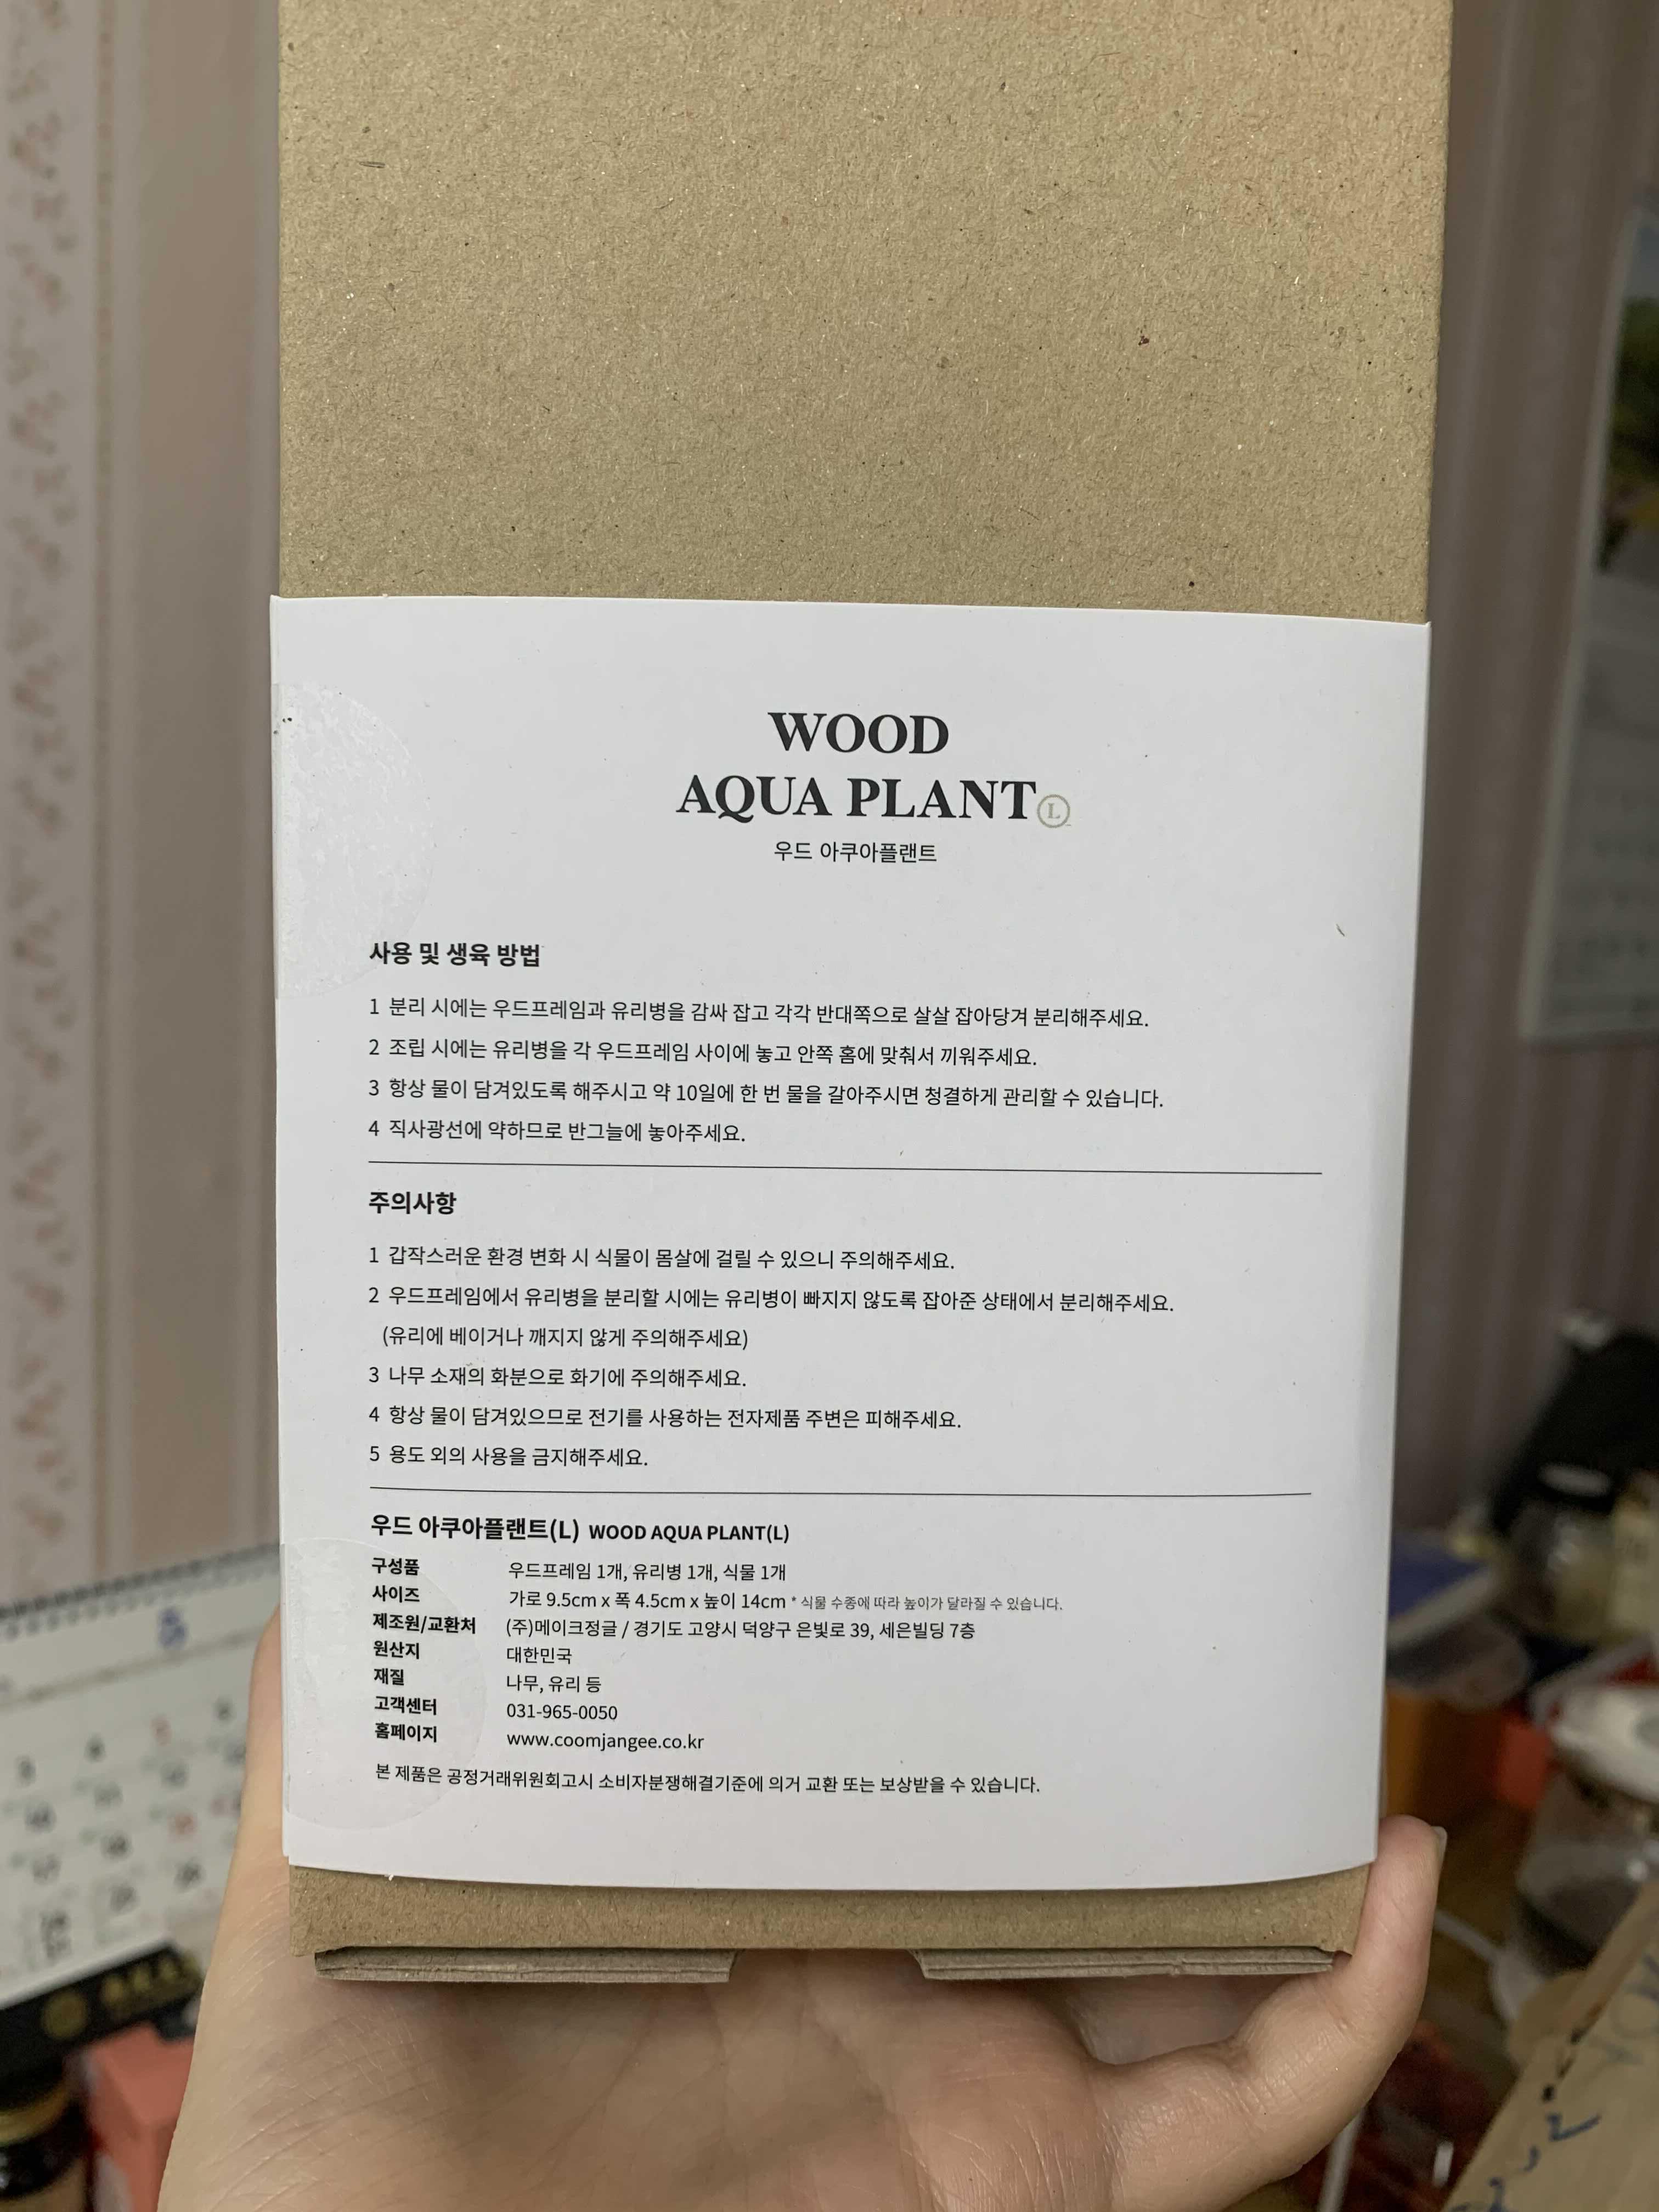 WOOD
AQUA PLANT Ⓛ
우드 아쿠아플랜트
사용 및 생육 방법
1 분리 시에는 우드프레임과 유리병을 감싸 잡고 각각 반대쪽으로 살살 잡아당겨 분리해주세요.
2 조립 시에는 유리병을 각 우드프레임 사이에 놓고 안쪽 홈에 맞춰서 끼워주세요.
3 항상 물이 담겨있도록 해주시고 약 10일에 한 번 물을 갈아주시면 청결하게 관리할 수 있습니다.
4 직사광선에 약하므로 반그늘에 놓아주세요.
주의사항
1 갑작스러운 환경 변화 시 식물이 몸살에 걸릴 수 있으니 주의해주세요.
2 우드프레임에서 유리병을 분리할 시에는 유리병이 빠지지 않도록 잡아준 상태에서 분리해주세요.
(유리에 베이거나 깨지지 않게 주의해주세요)
3 나무 소재의 화분으로 화기에 주의해주세요.
4 항상 물이 담겨있으므로 전기를 사용하는 전자제품 주변은 피해주세요.
5 용도 외의 사용을 금지해주세요.
우드 아쿠아플랜트(L) WOOD AQUA PLANT(L)
구성품 우드프레임 1개, 유리병 1개, 식물 1개
사이즈 가로 9.5cm x 폭 4.5cm x 높이 14cm * 식물 수종에 따라 높이가 달라질 수 있습니다.
제조원/교환처 (주)메이크정글 / 경기도 고양시 덕양구 은빛로 39, 세은빌딩 7층
원산지 대한민국
재질 나무, 유리 등
고객센터 031-965-0050
홈페이지 www.coomjangee.co.kr
본 제품은 공정거래위원회고시 소비자분쟁해결기준에 의거 교환 또는 보상받을 수 있습니다.